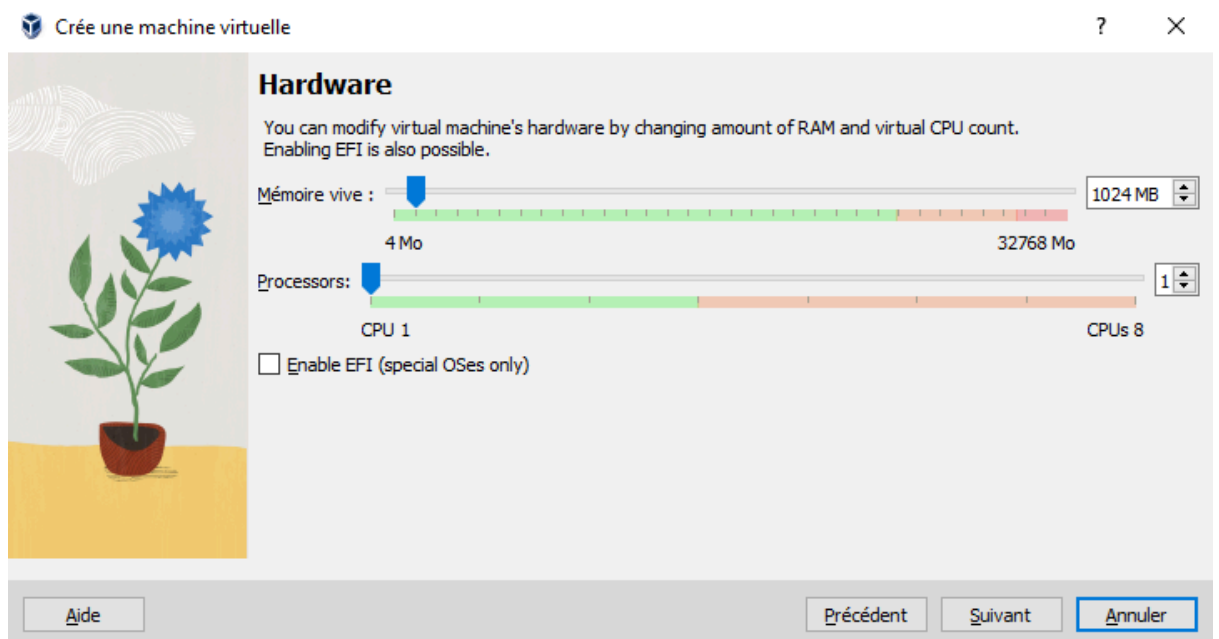 Crée une machine virtuelle ?
Hardware
You can modify virtual machine's hardware by changing amount of RAM and virtual CPU count.
Enabling EFI is also possible.
Mémoire vive : 1024 MB
4 Mo 32768 Mo
Processors: 1
CPU 1 CPUs 8
Enable EFI (special OSes only)
Aide Précédent Suivant Annuler